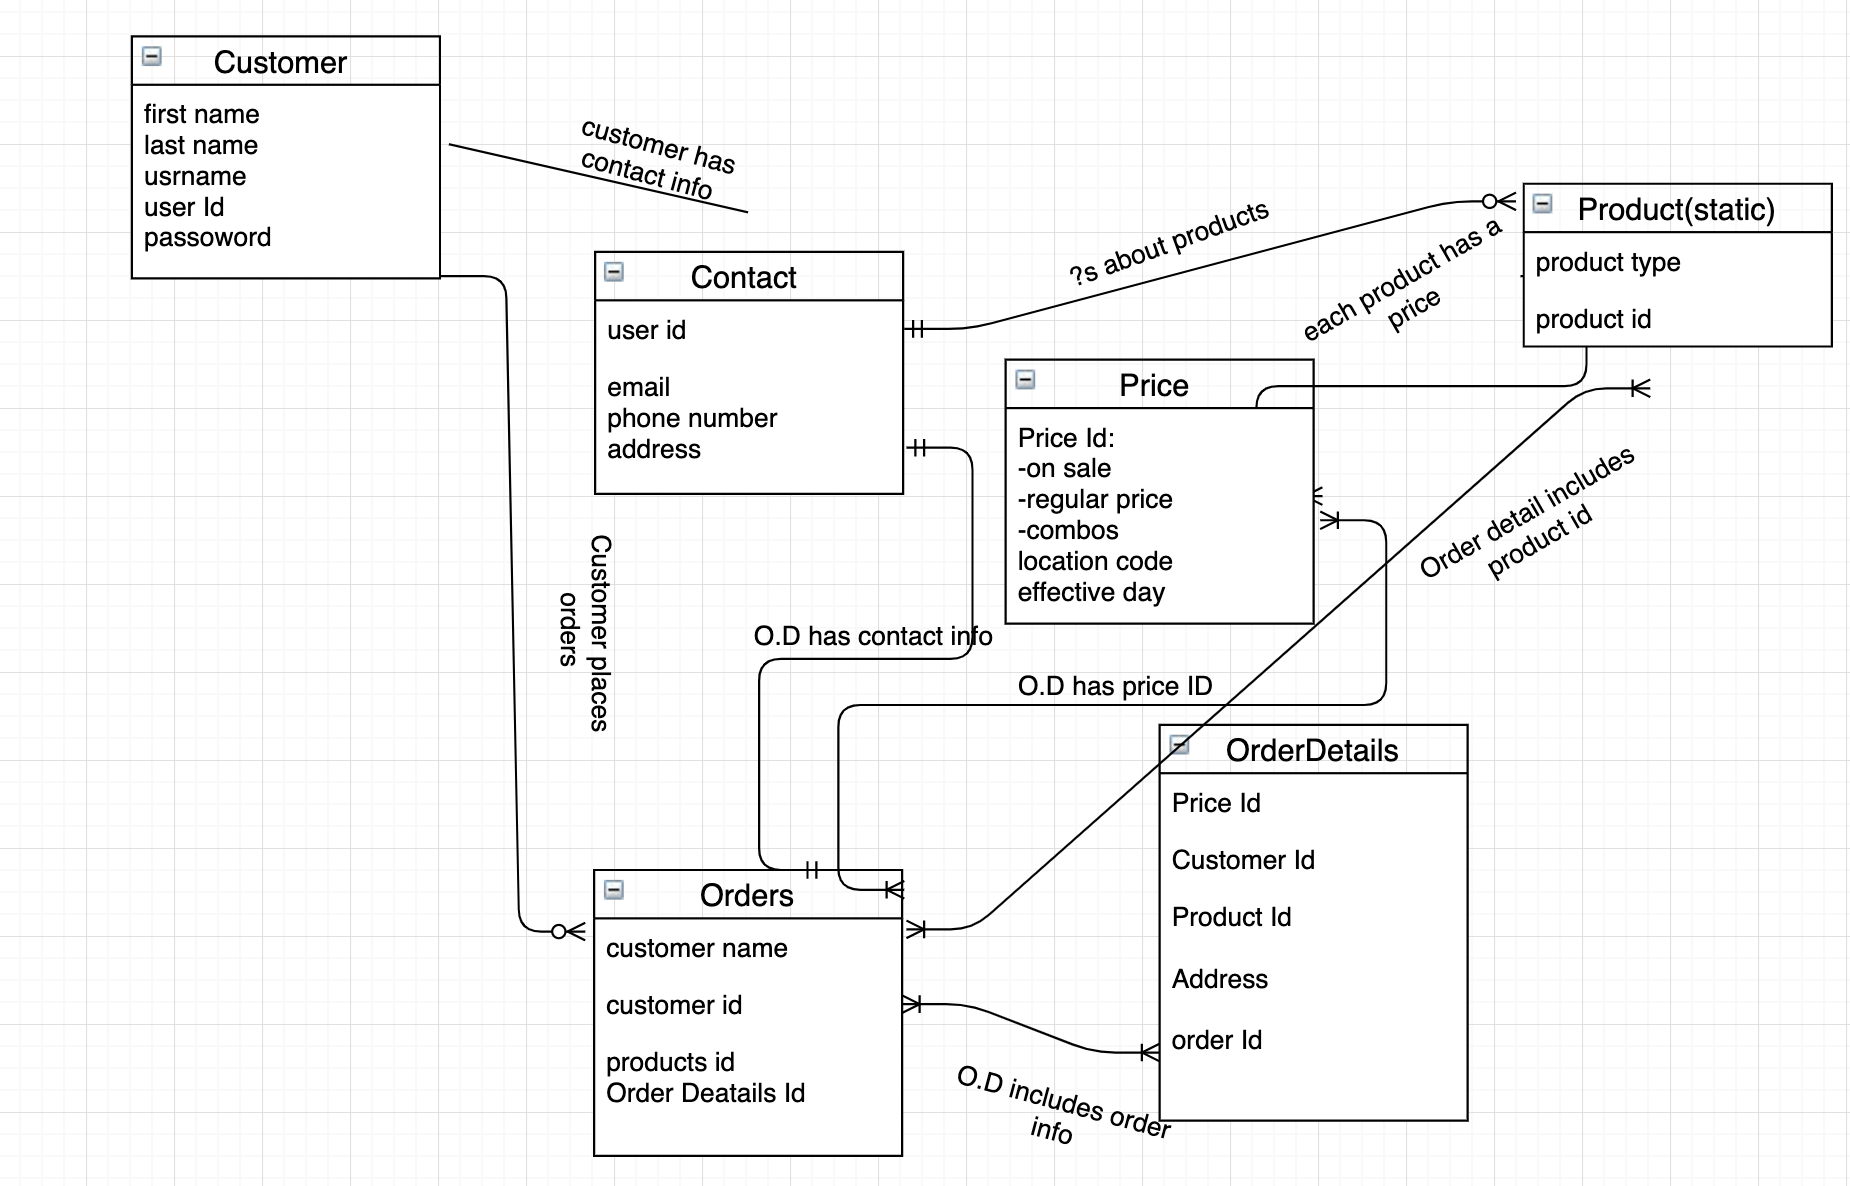 Customer
first name
last name
usrname
user Id
passoword
customer has
contact info
Contact
user id
email
phone number
address
?s about products
Product(static)
product type
product id
each product has a
price
Price
Price Id:
-on sale
-regular price
-combos
location code
effective day
Order detail includes
product id
Customer places
orders
O.D has contact info
O.D has price ID
OrderDetails
Price Id
Customer Id
Product Id
Address
order Id
Orders
customer name
customer id
products id
Order Deatails Id
O.D includes order
info